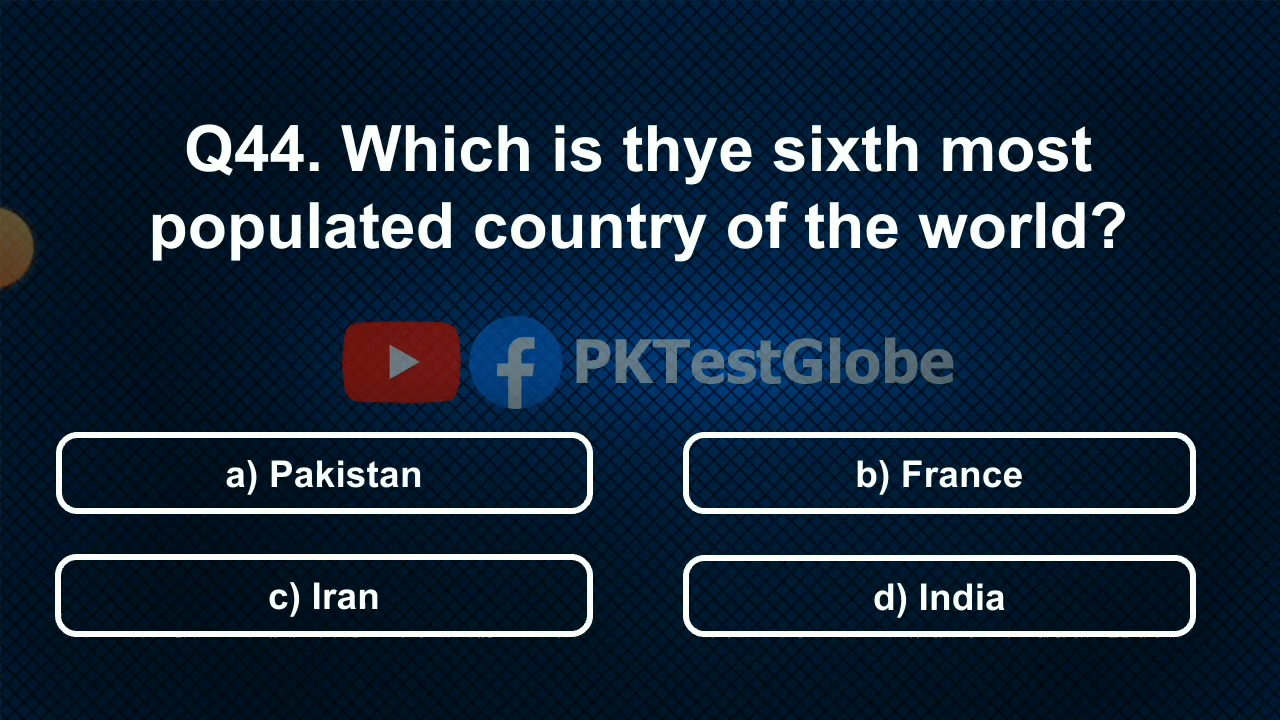 Q44. Which is thye sixth most
populated country of the world?
PKTestGlobe
a) Pakistan
b) France
c) Iran
d) India